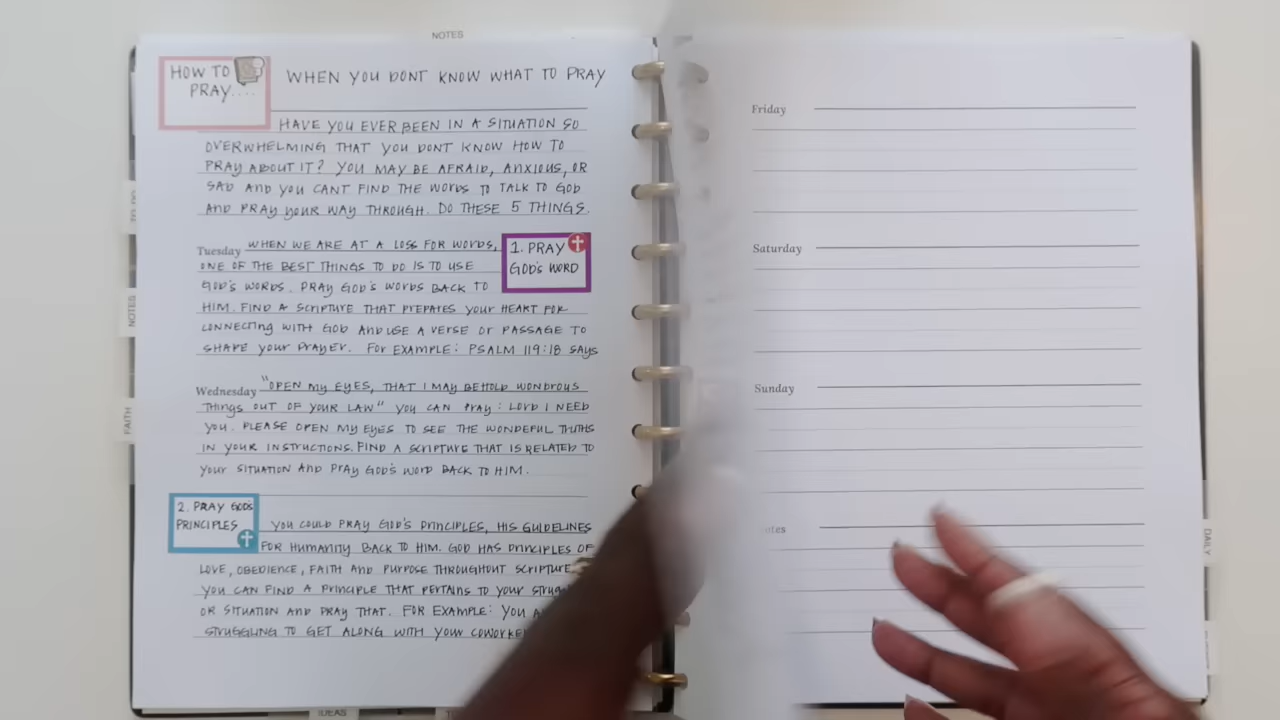 NOTES
HOW TO
PRAY....
WHEN YOU DONT KNOW WHAT TO PRAY
HAVE YOU EVER BEEN IN A SITUATION SO
OVERWHELMING THAT YOU DONT KNOW HOW TO
PRAY ABOUT IT? YOU MAY BE AFRAID, ANXIOUS, OR
SAD AND YOU CANT FIND THE WORDS TO TALK TO GOD
AND PRAY YOUR WAY THROUGH. DO THESE 5 THINGS.
Tuesday WHEN WE ARE AT A LOSS FOR WORDS,
ONE OF THE BEST THINGS TO DO IS TO USE
GOD'S WORDS. PRAY GOD'S WORDS BACK TO
HIM. FIND A SCRIPTURE THAT PREPARES YOUR HEART FOR
CONNECTING WITH GOD AND USE A VERSE OR PASSAGE TO
SHAPE YOUR PRAYER. FOR EXAMPLE: PSALM 119:18 SAYS
1. PRAY
GOD'S WORD
Wednesday "OPEN MY EYES, THAT I MAY BEHOLD WONDROUS
THINGS OUT OF YOUR LAW" YOU CAN PRAY: LORD I NEED
YOU. PLEASE OPEN MY EYES TO SEE THE WONDEFUL TRUTHS
IN YOUR INSTRUCTIONS. FIND A SCRIPTURE THAT IS RELATED TO
YOUR SITUATION AND PRAY GOD'S WORD BACK TO HIM.
2. PRAY GOD'S
PRINCIPLES
YOU COULD PRAY GOD'S PRINCIPLES, HIS GUIDELINES
FOR HUMANITY BACK TO HIM. GOD HAS PRINCIPLES OF
LOVE, OBEDIENCE, FAITH AND PURPOSE THROUGHOUT SCRIPTURE
YOU CAN FIND A PRINCIPLE THAT PERTAINS TO YOUR
OR SITUATION AND PRAY THAT. FOR EXAMPLE: YOU
STRUGGLING TO GET ALONG WITH YOUR
Friday
Saturday
Sunday
TO DO
NOTES
FAITH
IDEAS
DAILY